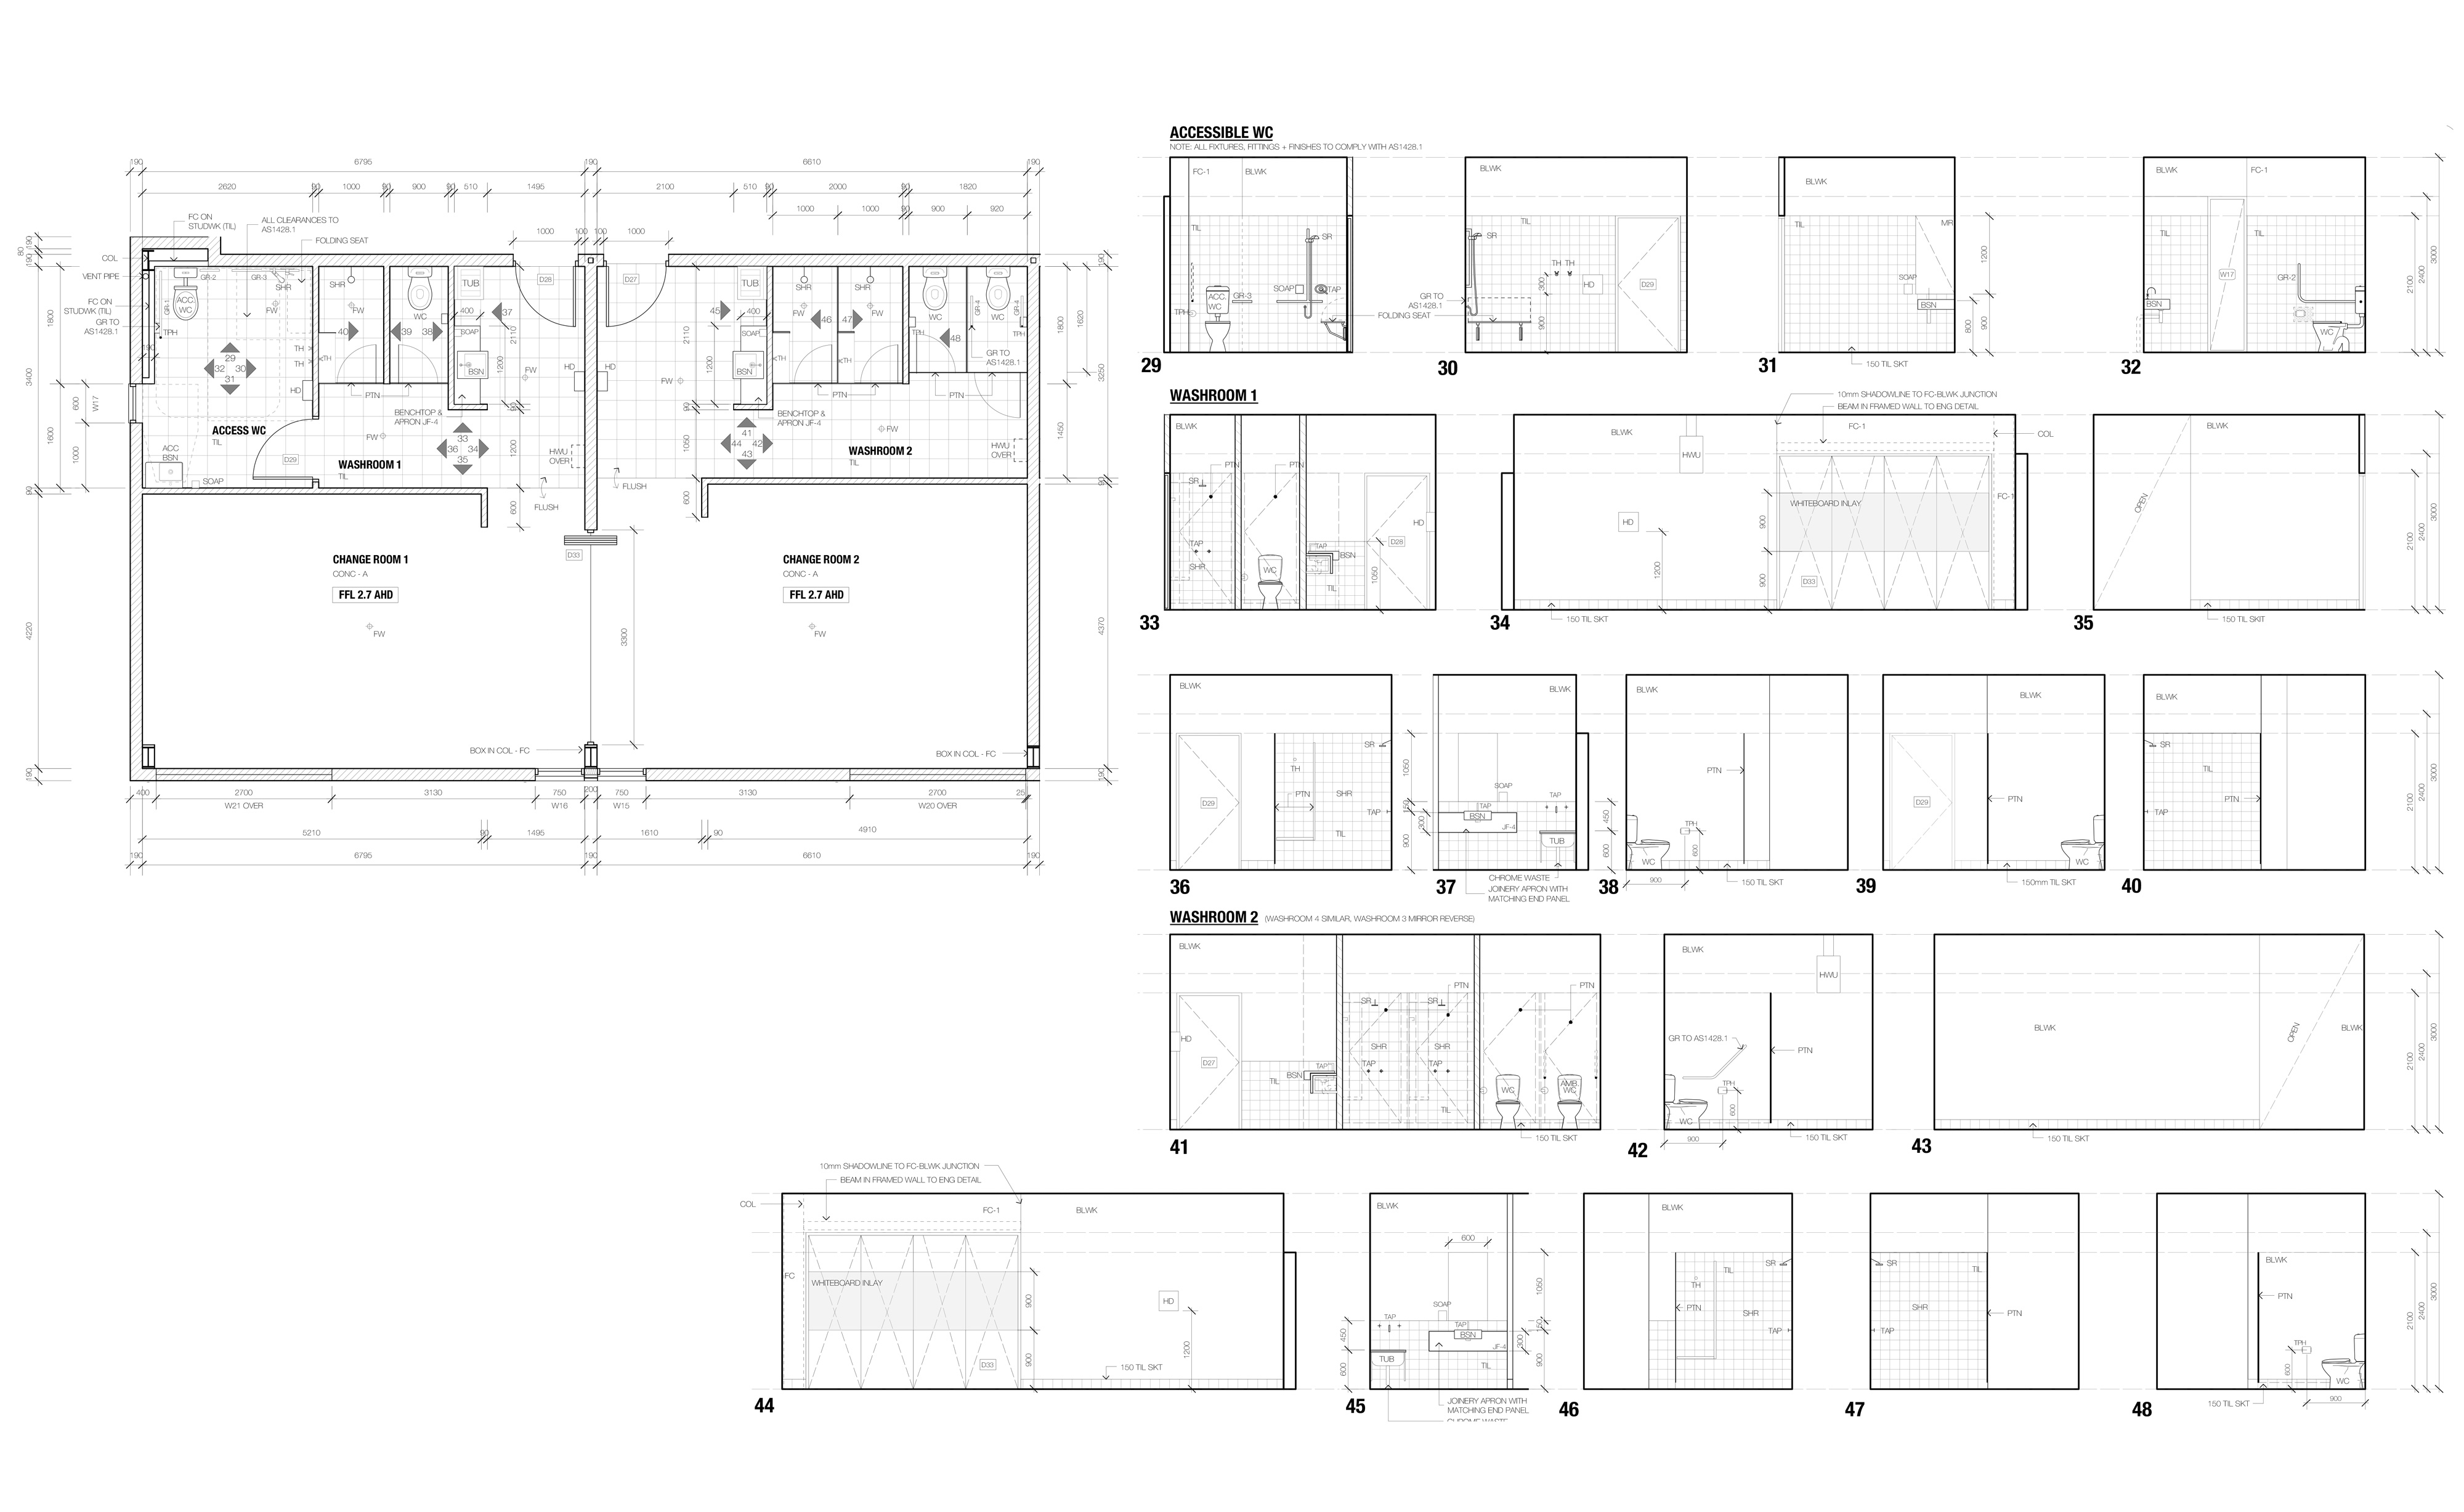 190
6795
190
6610
190
2620
90
1000
90
900
90
510
1495
2100
510
90
2000
90
1820
1000
1000
90
900
920
FC ON
STUDWK (TIL)
ALL CLEARANCES TO
AS1428.1
FOLDING SEAT
1000
100
100
1000
80
190
190
COL
VENT PIPE
FC ON
STUDWK (TIL)
GR TO
AS1428.1
GR-1
GR-2
GR-3
ACC.
WC
TPH
SHR
FW
SHR
FW
WC
TUB
D28
D27
TUB
SHR
FW
SHR
FW
WC
WC
GR-4
GR-4
TPH
TPH
190
1800
3400
600
W17
1600
1000
90
29
32 30
31
TH
TH
TH
HD
40
39 38
37
400
SOAP
BSN
2110
1200
FW
HD
HD
45
400
SOAP
BSN
2110
1200
FW
46
47
48
TH
TH
GR TO
AS1428.1
190
1800
1620
3250
1450
90
PTN
BENCHTOP &
APRON JF-4
90
PTN
BENCHTOP &
APRON JF-4
90
PTN
ACCESS WC
TIL
ACC
BSN
SOAP
D29
FW
WASHROOM 1
TIL
33
36 34
35
1200
HWU
OVER
FLUSH
600
1050
FLUSH
600
41
44 42
43
FW
WASHROOM 2
TIL
HWU
OVER
CHANGE ROOM 1
CONC - A
FFL 2.7 AHD
FW
D33
3300
CHANGE ROOM 2
CONC - A
FFL 2.7 AHD
FW
4220
4370
190
190
BOX IN COL - FC
BOX IN COL - FC
400
2700
3130
750
200
750
3130
2700
25
W21 OVER
W16
W15
W20 OVER
5210
90
1495
1610
90
4910
190
6795
190
6610
190
ACCESSIBLE WC
NOTE: ALL FIXTURES, FITTINGS + FINISHES TO COMPLY WITH AS1428.1
FC-1
BLWK
TIL
SR
ACC.
WC
GR-3
SOAP
TAP
TPH
29
BLWK
TIL
SR
TH TH
HD
D29
300
900
GR TO
AS1428.1
FOLDING SEAT
30
BLWK
TIL
MR
SOAP
BSN
1200
900
800
150 TIL SKT
31
BLWK
FC-1
TIL
TIL
W17
GR-2
BSN
WC
2100
2400
3000
32
WASHROOM 1
BLWK
PTN
PTN
SR
HD
TAP
SHR
WC
TAP
BSN
TIL
D28
1050
33
10mm SHADOWLINE TO FC-BLWK JUNCTION
BEAM IN FRAMED WALL TO ENG DETAIL
BLWK
FC-1
COL
HWU
HD
1200
WHITEBOARD INLAY
900
900
FC-1
D33
150 TIL SKT
34
BLWK
OPEN
150 TIL SKIT
2100
2400
3000
35
BLWK
D29
TH
PTN
SHR
SR
TAP
TIL
36
BLWK
1050
150
300
900
SOAP
TAP
TAP
BSN
JF-4
TUB
450
600
CHROME WASTE
JOINERY APRON WITH
MATCHING END PANEL
37
BLWK
PTN
TPH
WC
600
900
150 TIL SKT
38
BLWK
D29
PTN
WC
150mm TIL SKT
39
BLWK
SR
TIL
PTN
TAP
2100
2400
3000
40
WASHROOM 2 (WASHROOM 4 SIMILAR, WASHROOM 3 MIRROR REVERSE)
BLWK
PTN
PTN
SR
SR
HD
D27
SHR
SHR
TAP
TAP
TAP
BSN
TIL
TIL
WC
AMB.
WC
150 TIL SKT
41
BLWK
HWU
GR TO AS1428.1
PTN
TPH
WC
600
900
150 TIL SKT
42
BLWK
OPEN
BLWK
150 TIL SKT
2100
2400
3000
43
10mm SHADOWLINE TO FC-BLWK JUNCTION
BEAM IN FRAMED WALL TO ENG DETAIL
COL
FC-1
BLWK
FC
WHITEBOARD INLAY
900
900
D33
HD
1200
150 TIL SKT
44
BLWK
600
SOAP
TAP
TAP
BSN
JF-4
TUB
TIL
450
600
1050
150
300
900
JOINERY APRON WITH
MATCHING END PANEL
CHROME WASTE
45
BLWK
SR
TIL
TH
PTN
SHR
TAP
46
SR
TIL
SHR
PTN
TAP
47
BLWK
PTN
TPH
WC
600
900
150 TIL SKT
2100
2400
3000
48